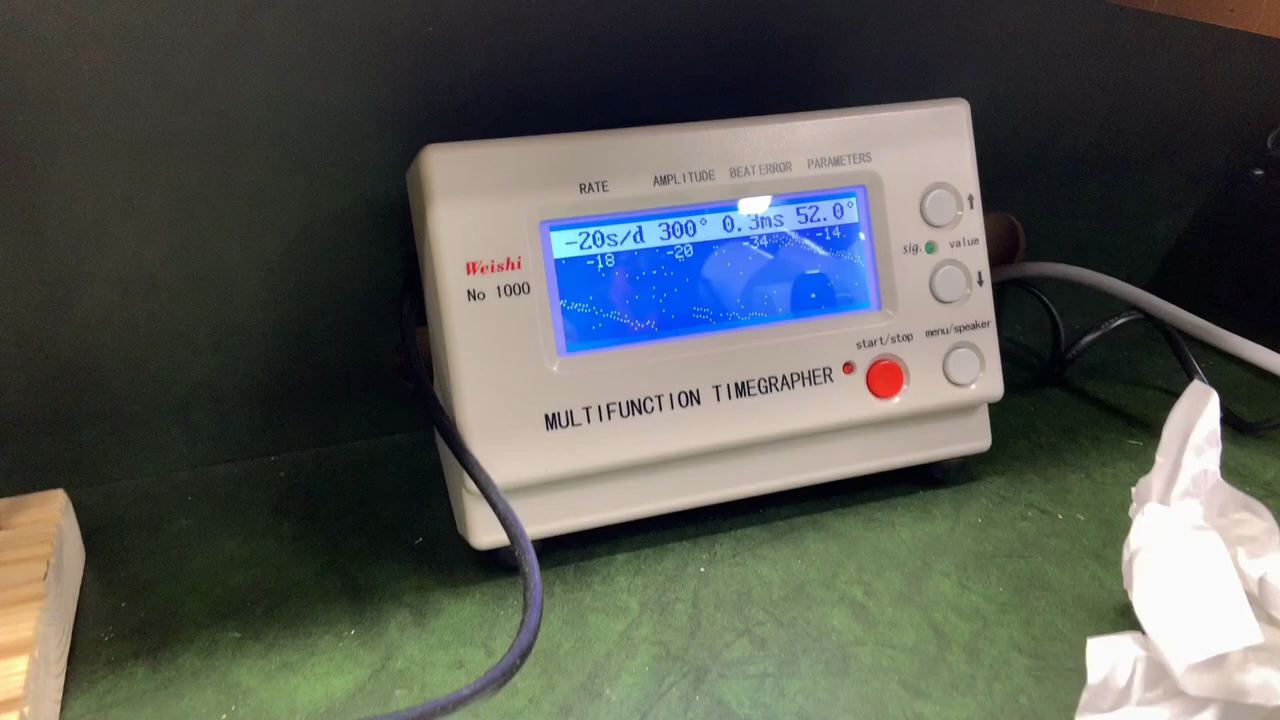 RATE AMPLITUDE BEATERROR PARAMETERS
-20s/d 300° 0.3ms 52.0°
-18 -20 -34 -14.
Weishi
No 1000
sig. value
start/stop menu/speaker
MULTIFUNCTION TIMEGRAPHER